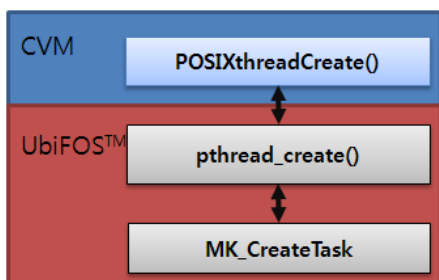 CVM
POSIXthreadCreate()
UbiFOS™
pthread_create()
MK_CreateTask